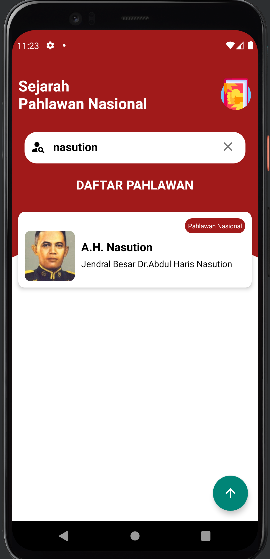 11:23
Sejarah
Pahlawan Nasional
nasution
DAFTAR PAHLAWAN
Pahlawan Nasional
A.H. Nasution
Jendral Besar Dr.Abdul Haris Nasution